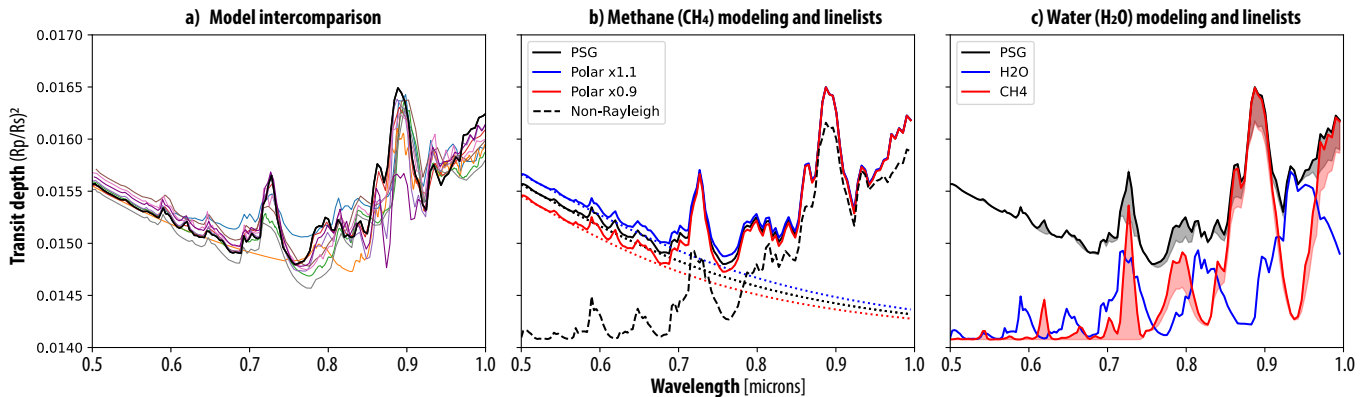 a) Model intercomparison
b) Methane (CH₄) modeling and linelists
c) Water (H₂O) modeling and linelists
Transit depth (Rp/Rs)²
0.0170
0.0165
0.0160
0.0155
0.0150
0.0145
0.0140
0.5 0.6 0.7 0.8 0.9 1.0
PSG
Polar x1.1
Polar x0.9
Non-Rayleigh
0.5 0.6 0.7 0.8 0.9 1.0
PSG
H2O
CH4
0.5 0.6 0.7 0.8 0.9 1.0
Wavelength [microns]